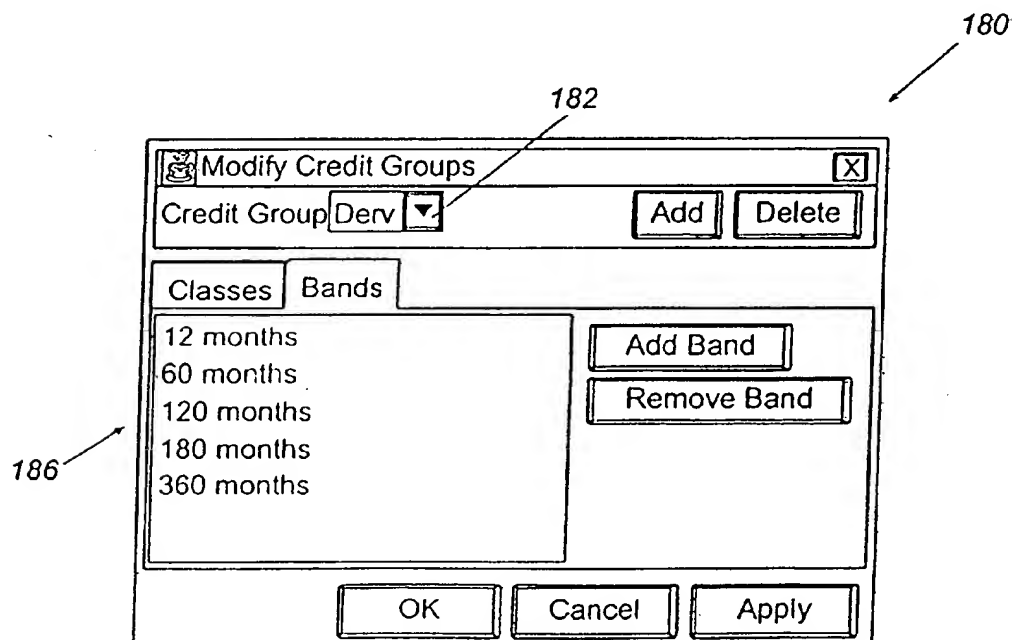 180
182
Modify Credit Groups X
Credit Group Derv Add Delete
Classes Bands
12 months Add Band
60 months Remove Band
120 months
180 months
360 months
186
OK Cancel Apply